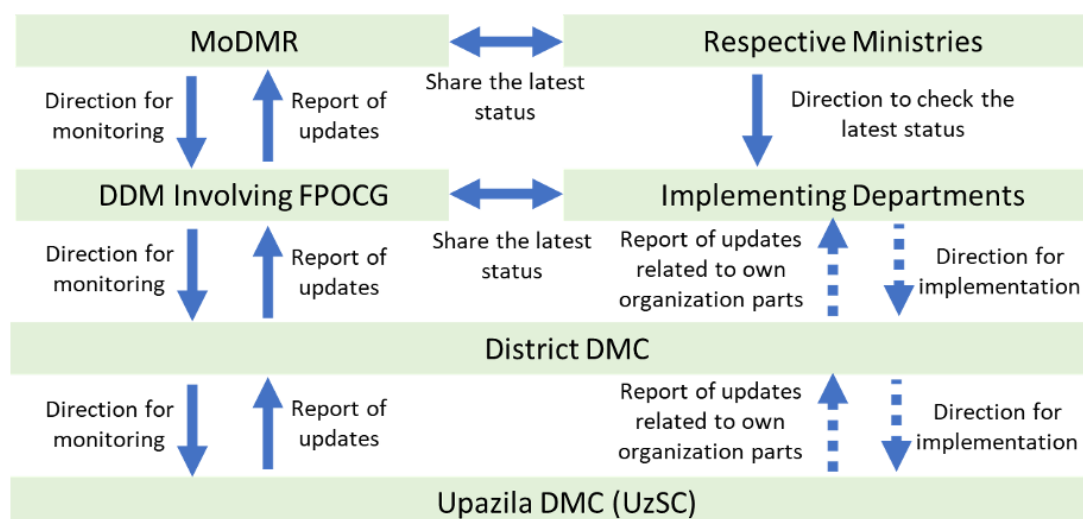 MoDMR
Respective Ministries
Share the latest
status
Direction for
monitoring
Report of
updates
Direction to check the
latest status
DDM Involving FPOCG
Implementing Departments
Share the latest
status
Direction for
monitoring
Report of
updates
Report of updates
related to own
organization parts
Direction for
implementation
District DMC
Direction for
monitoring
Report of
updates
Report of updates
related to own
organization parts
Direction for
implementation
Upazila DMC (UzSC)